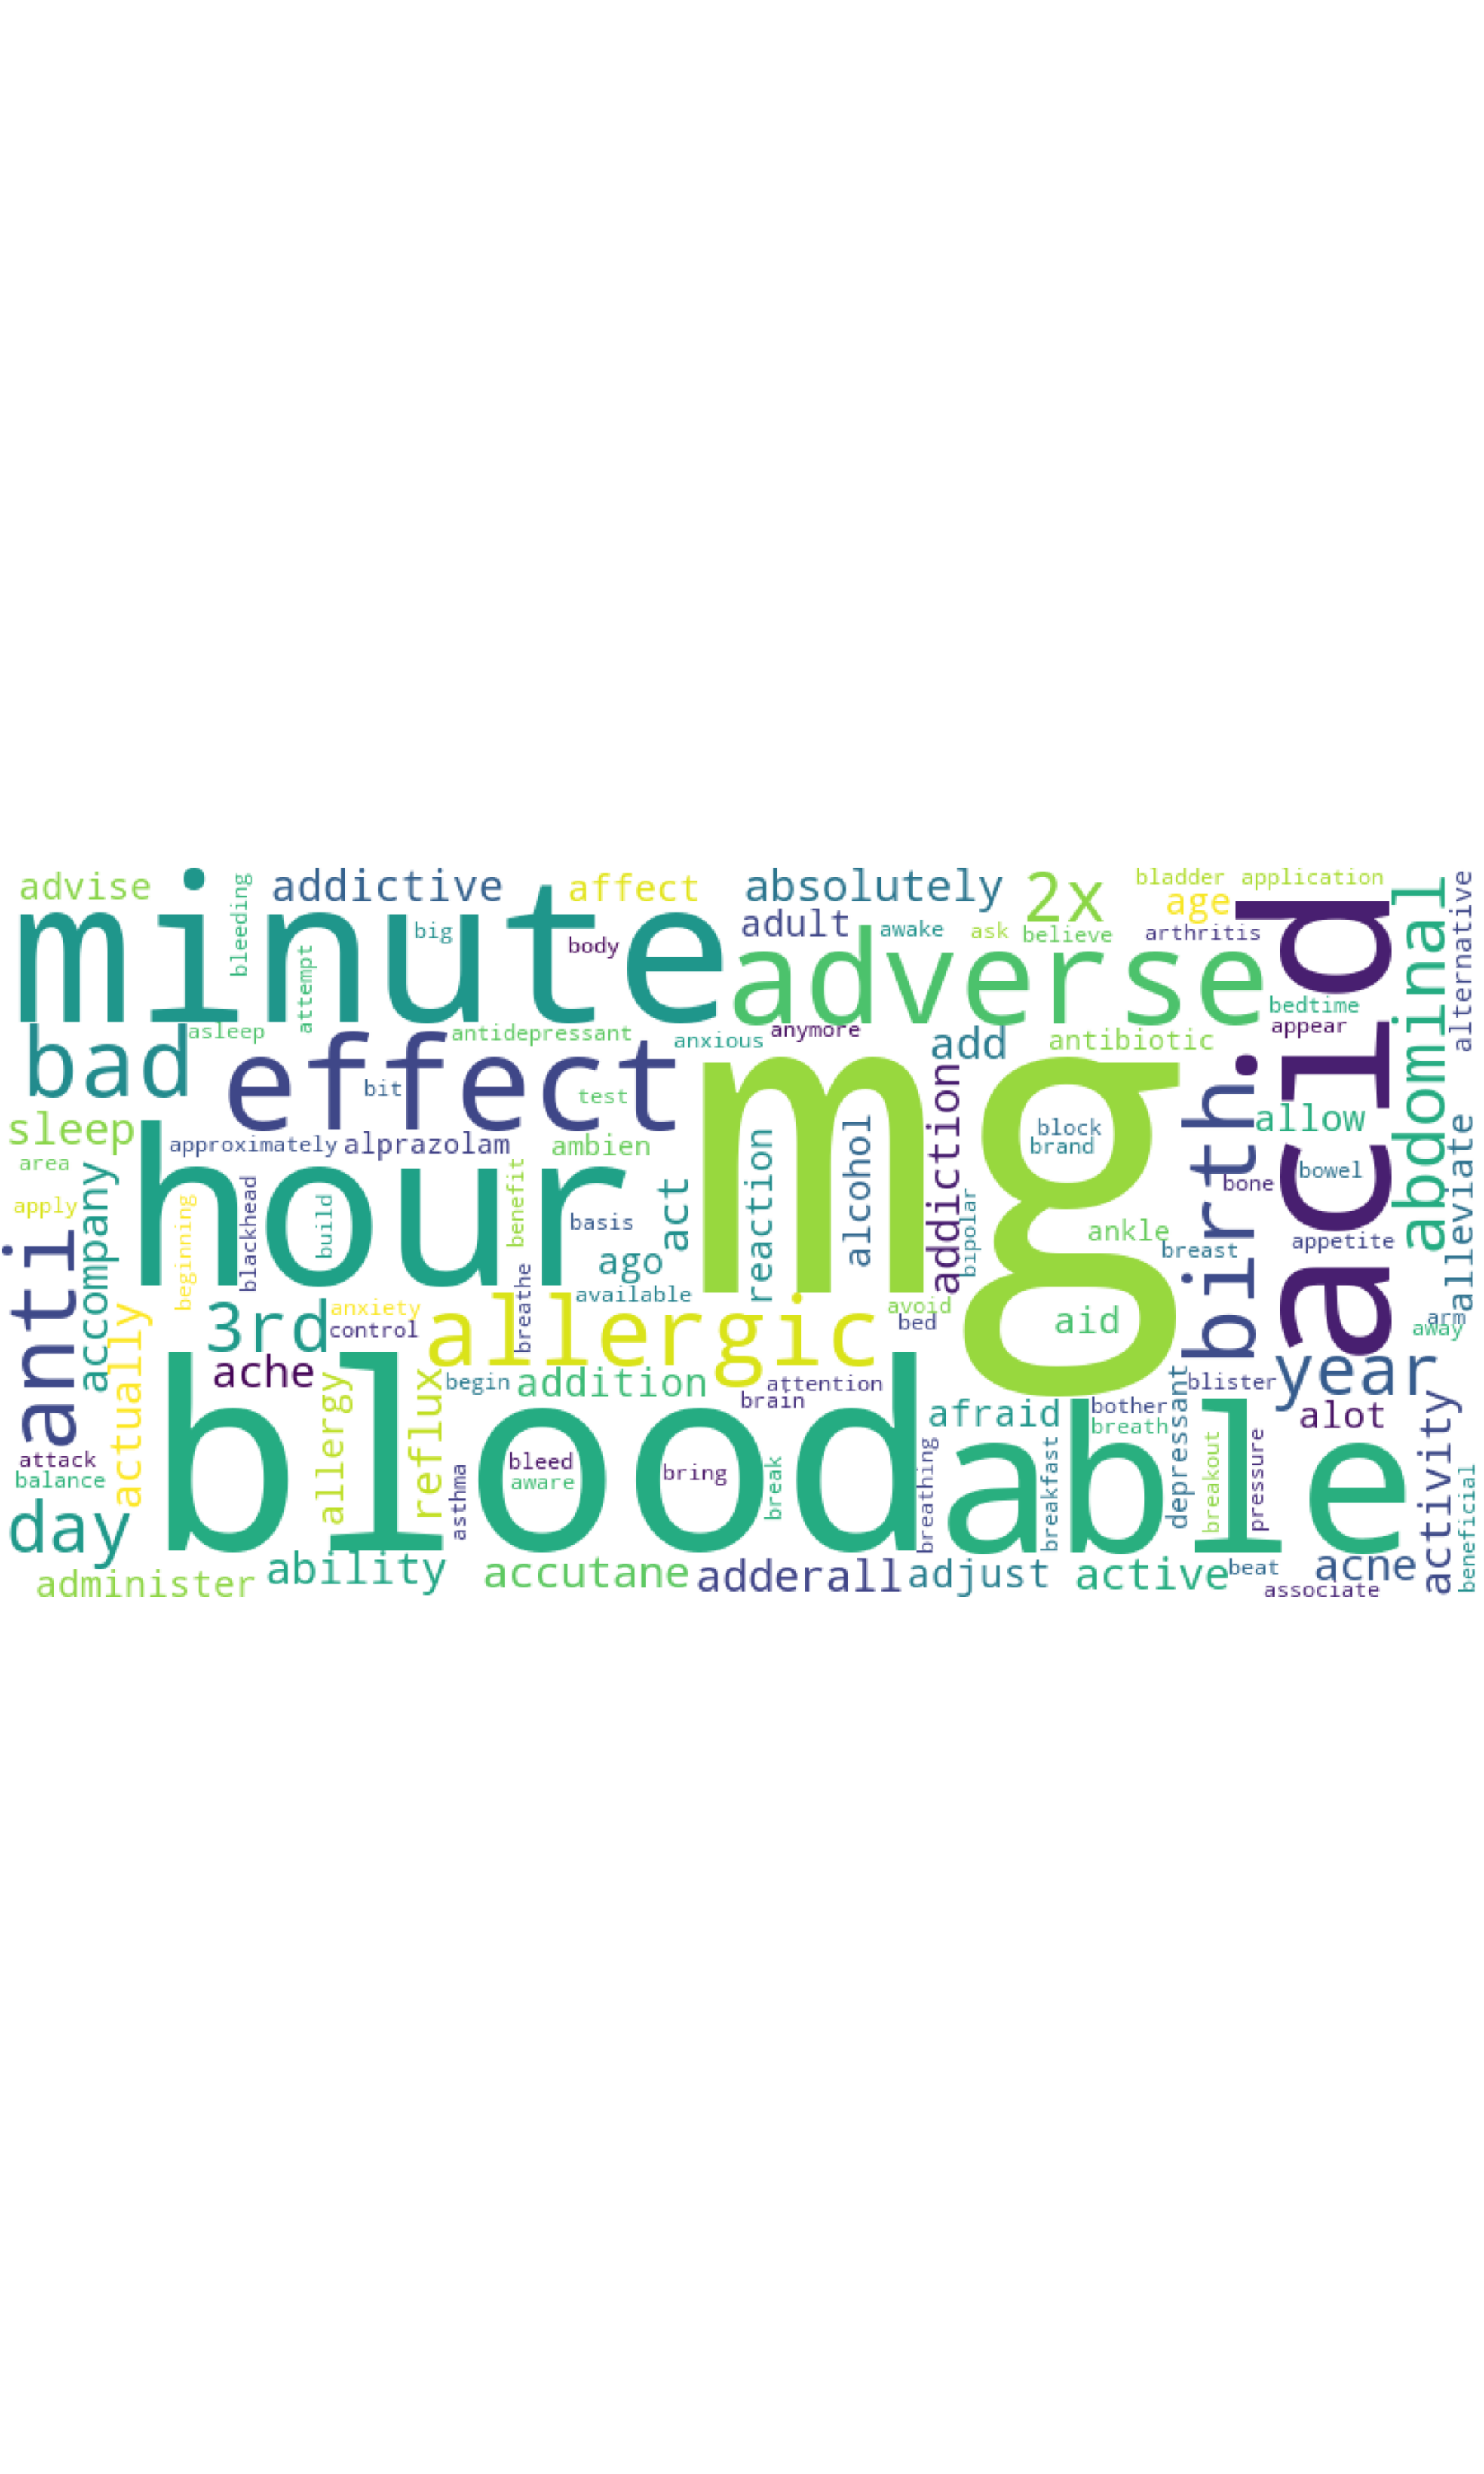 advise
bleeding
addictive
affect
absolutely
2x
bladder
application
age
minute
big
body
adult
awake
ask
believe
arthritis
acid
abdominal
alternative
attempt
adverse
bedtime
appear
bad
asleep
antidepressant
anxious
anymore
add
antibiotic
effect
bit
test
mg
addiction
block
brand
birth
allow
sleep
approximately
alprazolam
ambien
reaction
alcohol
area
apply
accompany
hour
beginning
blackhead
build
benefit
basis
act
bipolar
ankle
breast
bone
bowel
appetite
alleviate
anti
ago
available
breathe
actually
3rd
anxiety
control
allergic
avoid
bed
aid
arm
away
ache
allergy
reflux
begin
addition
attention
brain
depressant
blister
year
blood
able
afraid
bother
breath
alot
activity
attack
balance
asthma
bleed
aware
bring
break
breathing
breakfast
breakout
pressure
beneficial
day
administer
ability
accutane
adderall
adjust
active
beat
acne
associate